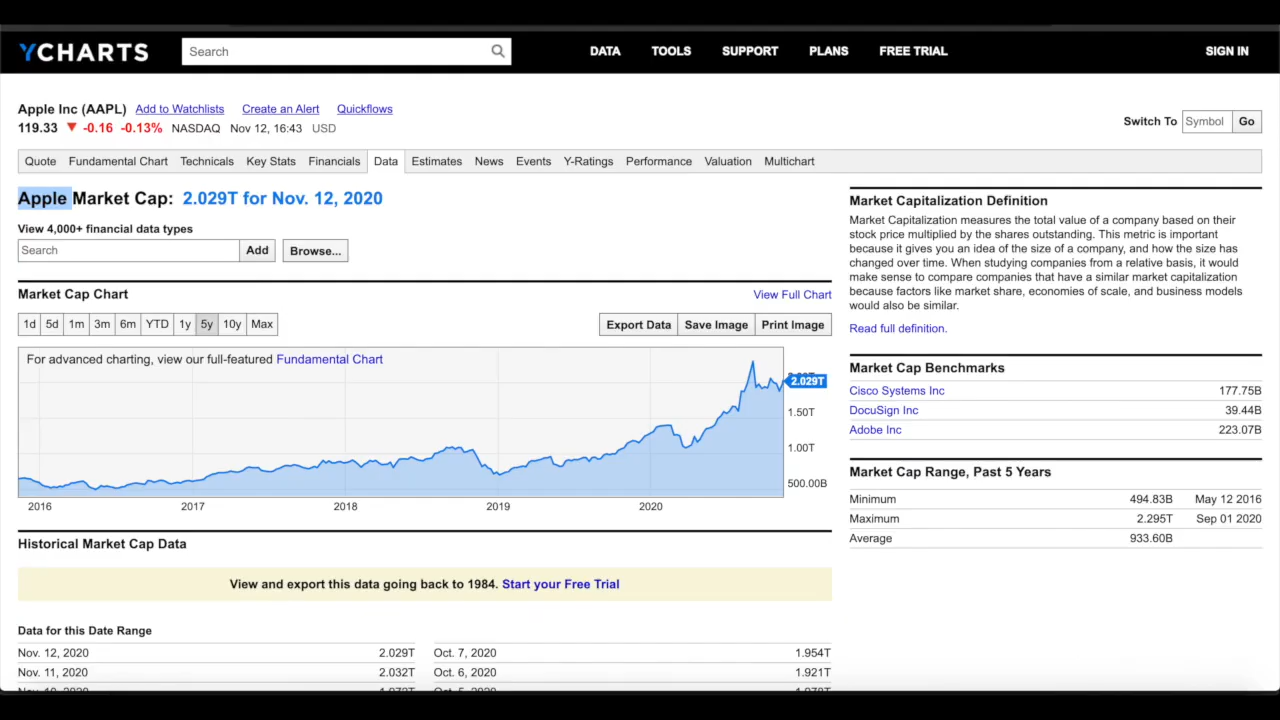 YCHARTS Search DATA TOOLS SUPPORT PLANS FREE TRIAL SIGN IN
Apple Inc (AAPL) Add to Watchlists Create an Alert Quickflows
119.33 ▼ -0.16 -0.13% NASDAQ Nov 12, 16:43 USD
Switch To Symbol Go
Quote Fundamental Chart Technicals Key Stats Financials Data Estimates News Events Y-Ratings Performance Valuation Multichart
Apple Market Cap: 2.029T for Nov. 12, 2020
View 4,000+ financial data types
Search Add Browse...
Market Cap Chart View Full Chart
1d 5d 1m 3m 6m YTD 1y 5y 10y Max Export Data Save Image Print Image
For advanced charting, view our full-featured Fundamental Chart
2.029T
1.50T
1.00T
500.00B
2016 2017 2018 2019 2020
Historical Market Cap Data
View and export this data going back to 1984. Start your Free Trial
Data for this Date Range
Nov. 12, 2020 2.029T Oct. 7, 2020 1.954T
Nov. 11, 2020 2.032T Oct. 6, 2020 1.921T
Market Capitalization Definition
Market Capitalization measures the total value of a company based on their
stock price multiplied by the shares outstanding. This metric is important
because it gives you an idea of the size of a company, and how the size has
changed over time. When studying companies from a relative basis, it would
make sense to compare companies that have a similar market capitalization
because factors like market share, economies of scale, and business models
would also be similar.
Read full definition.
Market Cap Benchmarks
Cisco Systems Inc 177.75B
DocuSign Inc 39.44B
Adobe Inc 223.07B
Market Cap Range, Past 5 Years
Minimum 494.83B May 12 2016
Maximum 2.295T Sep 01 2020
Average 933.60B